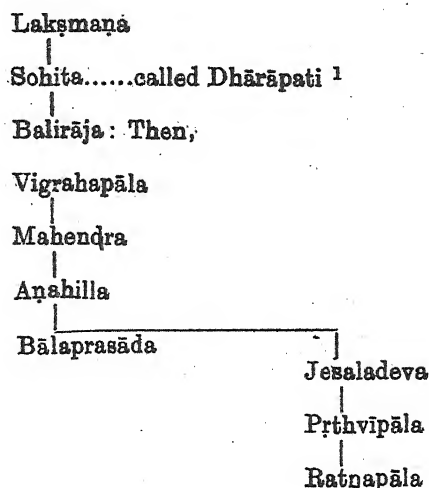 Lakṣmaṇa
Sohita......called Dhārāpati 1
Balirāja: Then,
Vigrahapāla
Mahendra
Aṇahilla
Bālaprasāda
Jesaladeva
Pṛthvīpāla
Ratnapāla